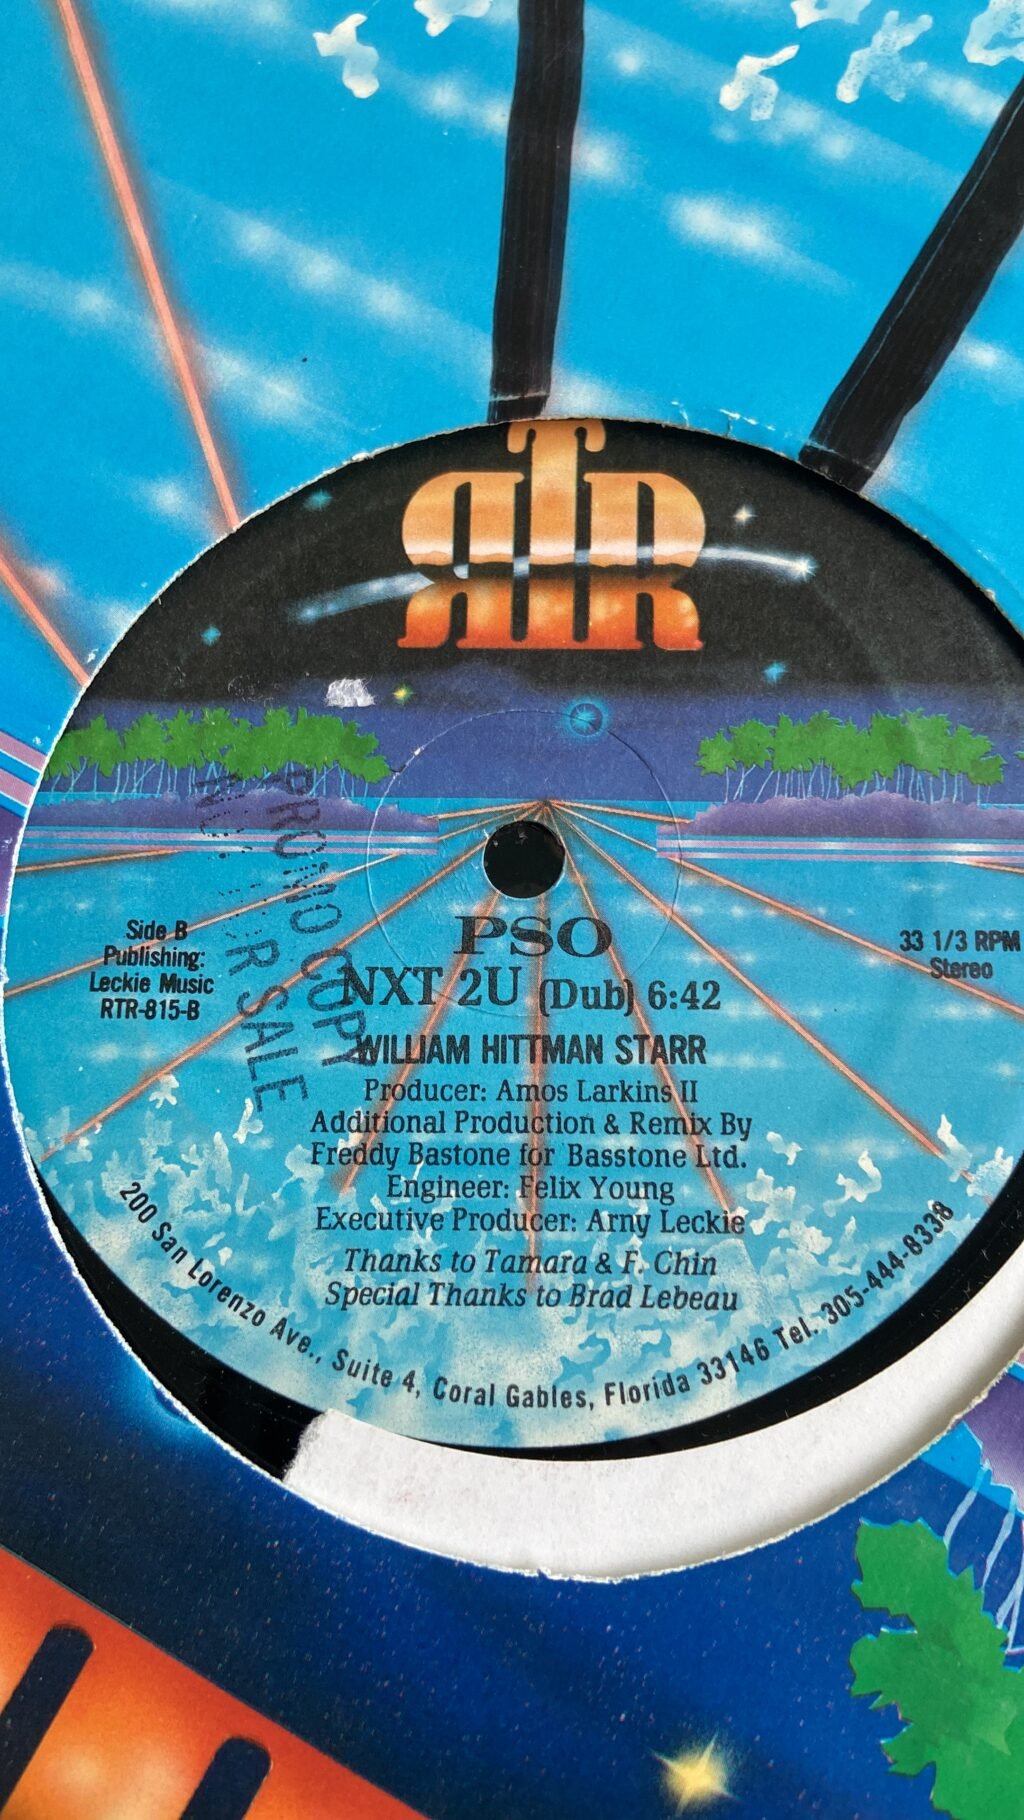 RTR
Side B
Publishing:
Leckie Music
RTR-815-B
33 1/3 RPM
Stereo
PSO
NXT 2U (Dub) 6:42
WILLIAM HITTMAN STARR
Producer: Amos Larkins II
Additional Production & Remix By
Freddy Bastone for Basstone Ltd.
Engineer: Felix Young
Executive Producer: Arny Leckie
Thanks to Tamara & F. Chin
Special Thanks to Brad Lebeau
200 San Lorenzo Ave., Suite 4, Coral Gables, Florida 33146 Tel. 305-444-8338
PROMO COPY
NOT FOR SALE